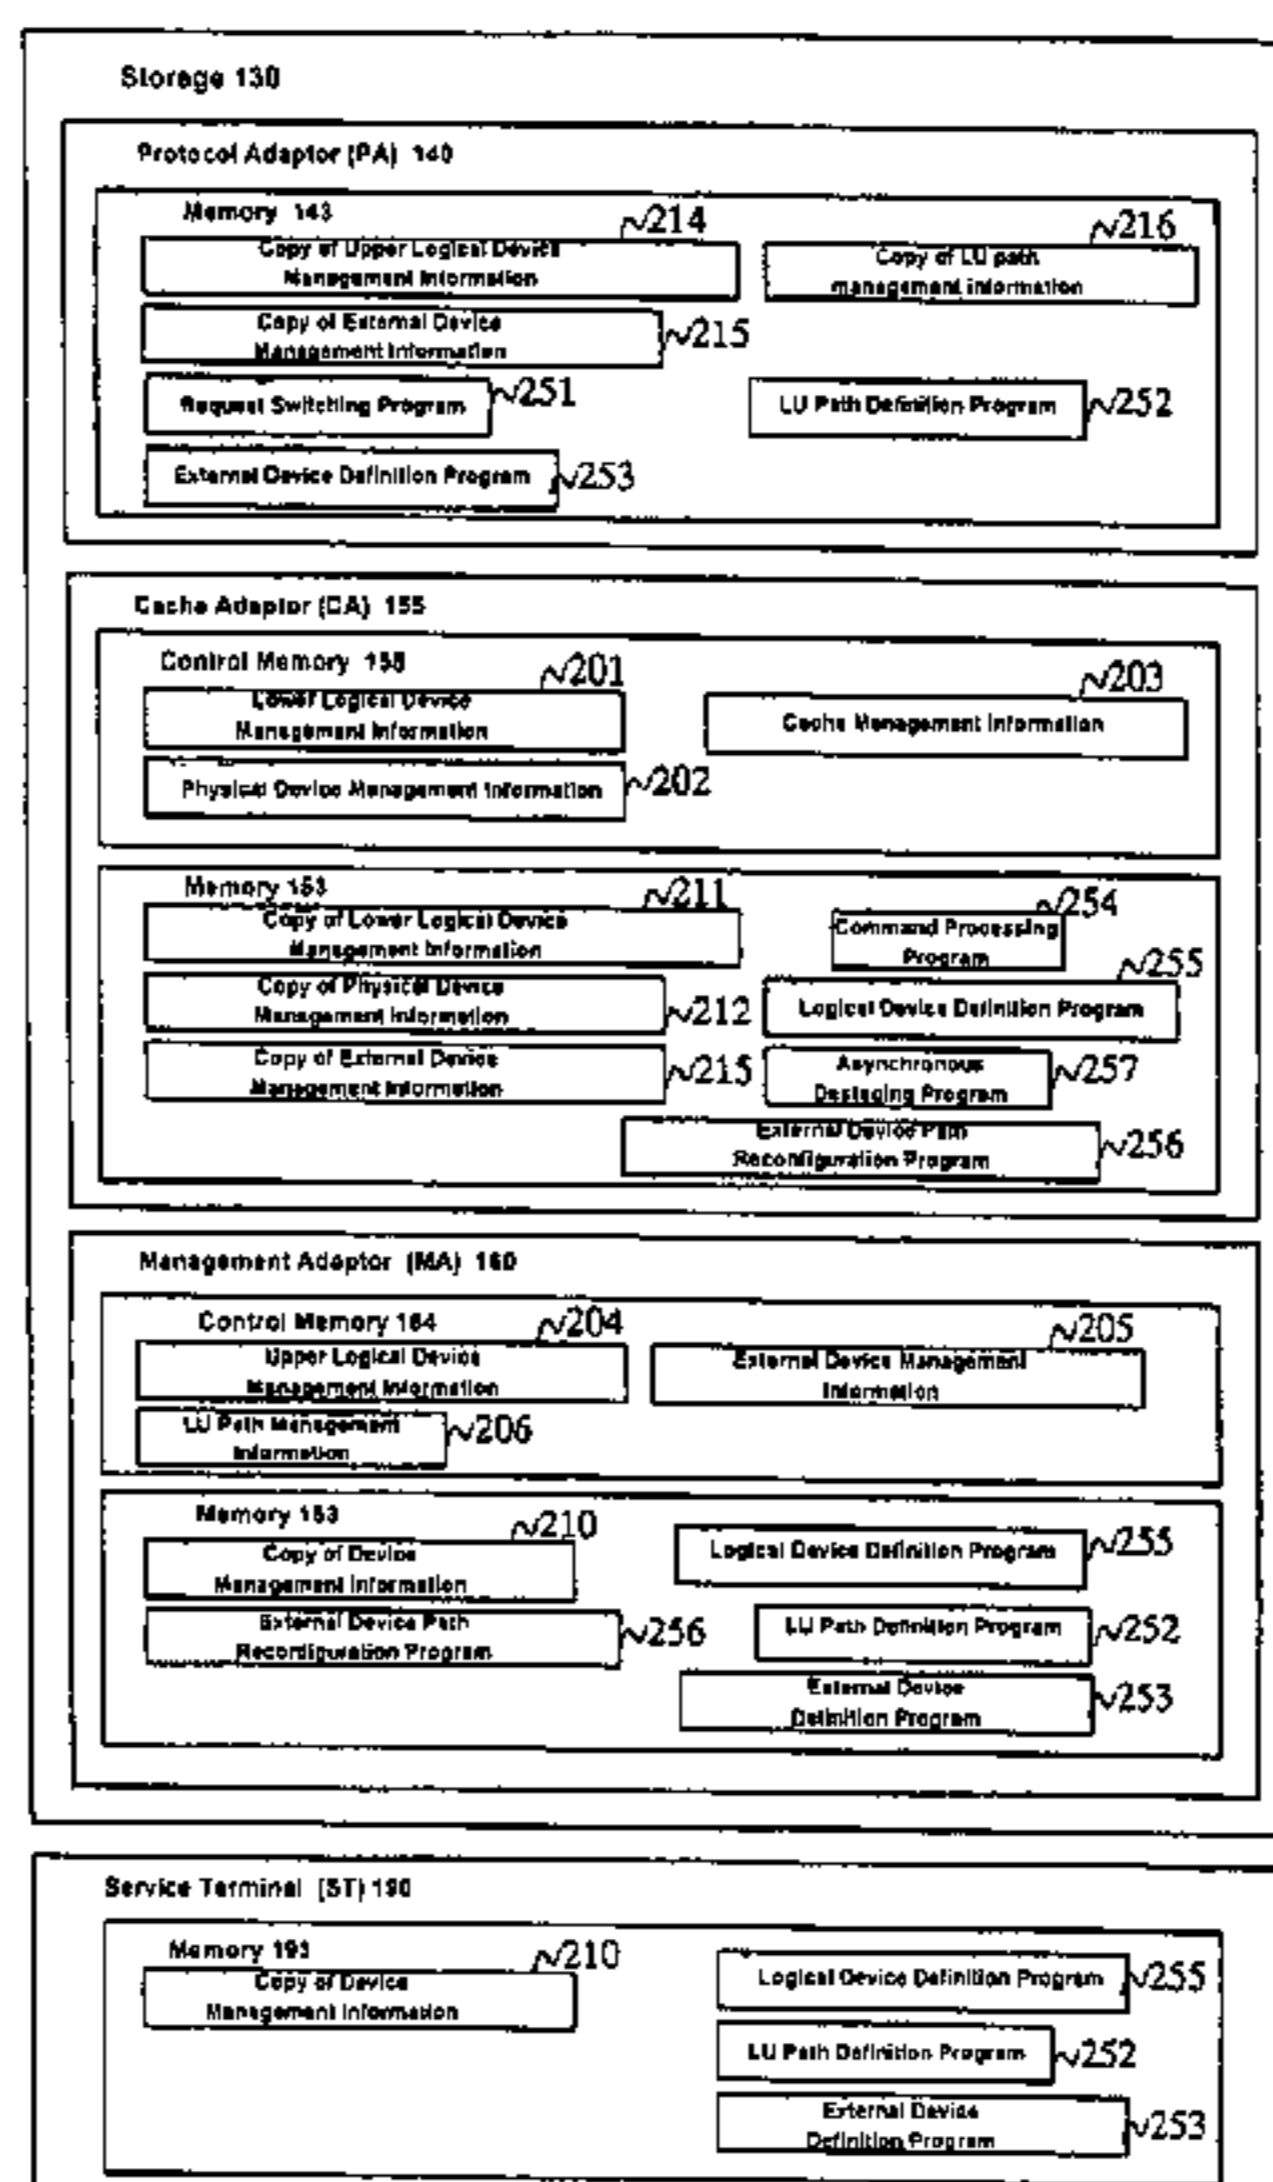 Storage 130
Protocol Adaptor (PA) 140
Memory 143
214
Copy of Upper Logical Device
Management Information
216
Copy of LU path
management information
Copy of External Device
Management Information
215
Request Switching Program
251
LU Path Definition Program
252
External Device Definition Program
253
Cache Adaptor (CA) 155
Control Memory 158
201
Lower Logical Device
Management Information
203
Cache Management Information
Physical Device Management Information
202
Memory 153
211
Copy of Lower Logical Device
Management Information
254
Command Processing
Program
255
Logical Device Definition Program
Copy of Physical Device
Management Information
212
Copy of External Device
Management Information
215
Asynchronous
Destaging Program
257
External Device Path
Reconfiguration Program
256
Management Adaptor (MA) 160
Control Memory 164
204
Upper Logical Device
Management Information
205
External Device Management
Information
LU Path Management
Information
206
Memory 163
210
Copy of Device
Management Information
Logical Device Definition Program
255
External Device Path
Reconfiguration Program
256
LU Path Definition Program
252
External Device
Definition Program
253
Service Terminal (ST) 190
Memory 193
210
Copy of Device
Management Information
Logical Device Definition Program
255
LU Path Definition Program
252
External Device
Definition Program
253